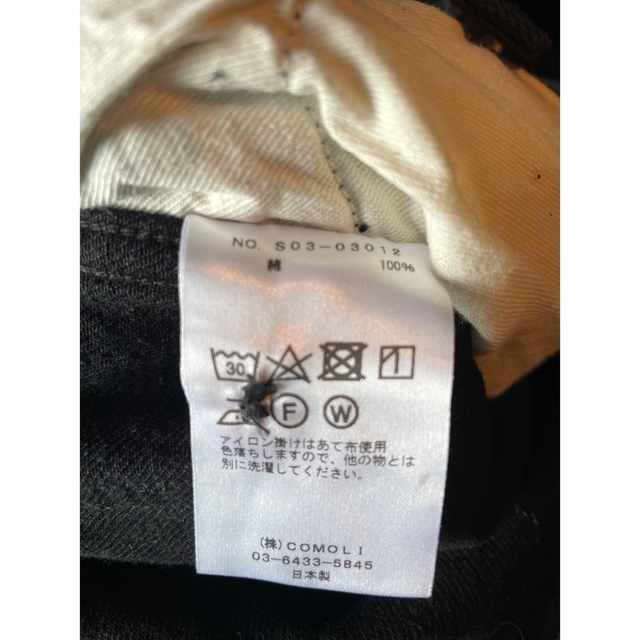 NO. S03-03012
綿 100%
30
F W
アイロン掛けはあて布使用
色落ちしますので、他の物とは
別に洗濯してください。
(株)COMOLI
03-6433-5845
日本製